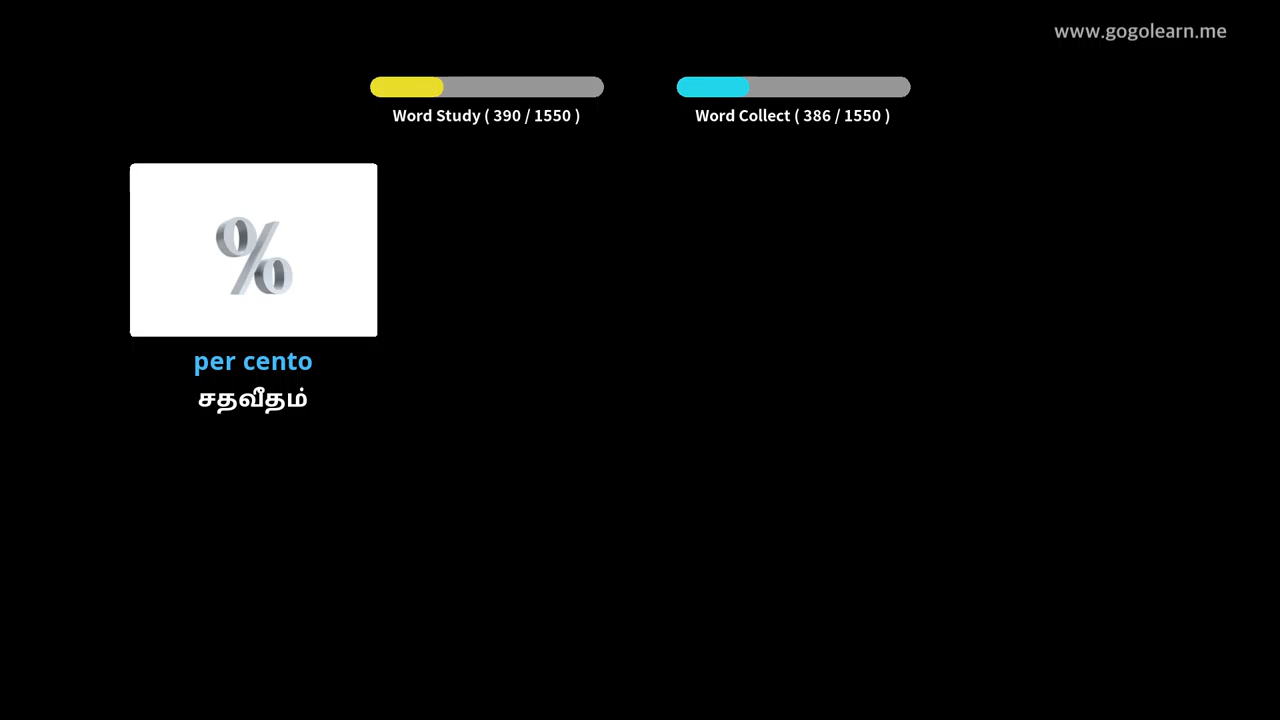 www.gogolearn.me
Word Study ( 390 / 1550 )
Word Collect ( 386 / 1550 )
%
per cento
சதவீதம்